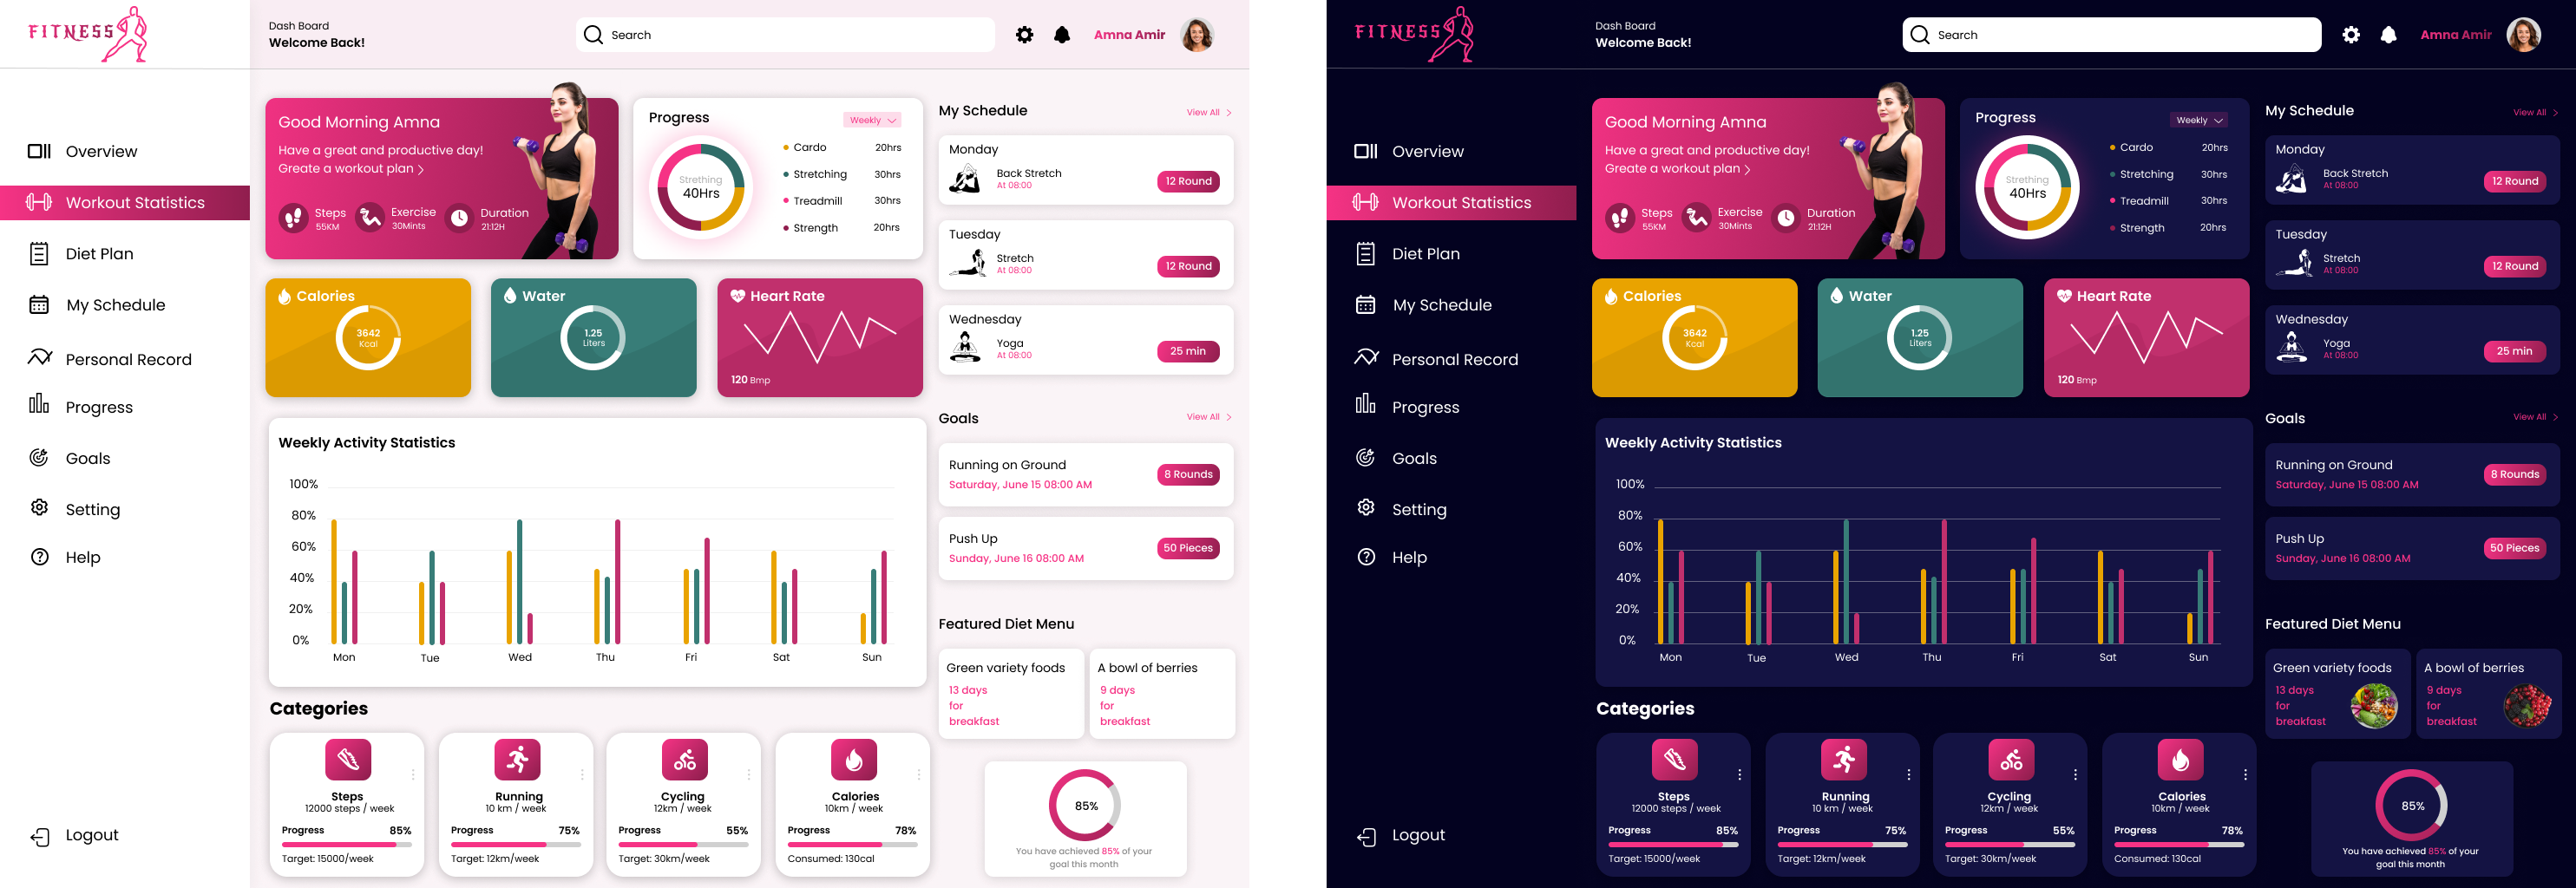 FITNESS
Dash Board
Welcome Back!
Search
Amna Amir
Overview
Workout Statistics
Diet Plan
My Schedule
Personal Record
Progress
Goals
Setting
Help
Logout
Good Morning Amna
Have a great and productive day!
Greate a workout plan >
Steps
55KM
Exercise
30Mints
Duration
21:12H
Progress
Weekly
Strething
40Hrs
Cardo 20hrs
Stretching 30hrs
Treadmill 30hrs
Strength 20hrs
Calories
3642
Kcal
Water
1.25
Liters
Heart Rate
120 Bmp
Weekly Activity Statistics
100%
80%
60%
40%
20%
0%
Mon Tue Wed Thu Fri Sat Sun
Categories
Steps
12000 steps / week
Progress 85%
Target: 15000/week
Running
10 km / week
Progress 75%
Target: 12km/week
Cycling
12km / week
Progress 55%
Target: 30km/week
Calories
10km / week
Progress 78%
Consumed: 130cal
My Schedule
View All >
Monday
Back Stretch
At 08:00
12 Round
Tuesday
Stretch
At 08:00
12 Round
Wednesday
Yoga
At 08:00
25 min
Goals
View All >
Running on Ground
Saturday, June 15 08:00 AM
8 Rounds
Push Up
Sunday, June 16 08:00 AM
50 Pieces
Featured Diet Menu
Green variety foods
13 days
for
breakfast
A bowl of berries
9 days
for
breakfast
85%
You have achieved 85% of your
goal this month
FITNESS
Dash Board
Welcome Back!
Search
Amna Amir
Overview
Workout Statistics
Diet Plan
My Schedule
Personal Record
Progress
Goals
Setting
Help
Logout
Good Morning Amna
Have a great and productive day!
Greate a workout plan >
Steps
55KM
Exercise
30Mints
Duration
21:12H
Progress
Weekly
Strething
40Hrs
Cardo 20hrs
Stretching 30hrs
Treadmill 30hrs
Strength 20hrs
Calories
3642
Kcal
Water
1.25
Liters
Heart Rate
120 Bmp
Weekly Activity Statistics
100%
80%
60%
40%
20%
0%
Mon Tue Wed Thu Fri Sat Sun
Categories
Steps
12000 steps / week
Progress 85%
Target: 15000/week
Running
10 km / week
Progress 75%
Target: 12km/week
Cycling
12km / week
Progress 55%
Target: 30km/week
Calories
10km / week
Progress 78%
Consumed: 130cal
My Schedule
View All >
Monday
Back Stretch
At 08:00
12 Round
Tuesday
Stretch
At 08:00
12 Round
Wednesday
Yoga
At 08:00
25 min
Goals
View All >
Running on Ground
Saturday, June 15 08:00 AM
8 Rounds
Push Up
Sunday, June 16 08:00 AM
50 Pieces
Featured Diet Menu
Green variety foods
13 days
for
breakfast
A bowl of berries
9 days
for
breakfast
85%
You have achieved 85% of your
goal this month